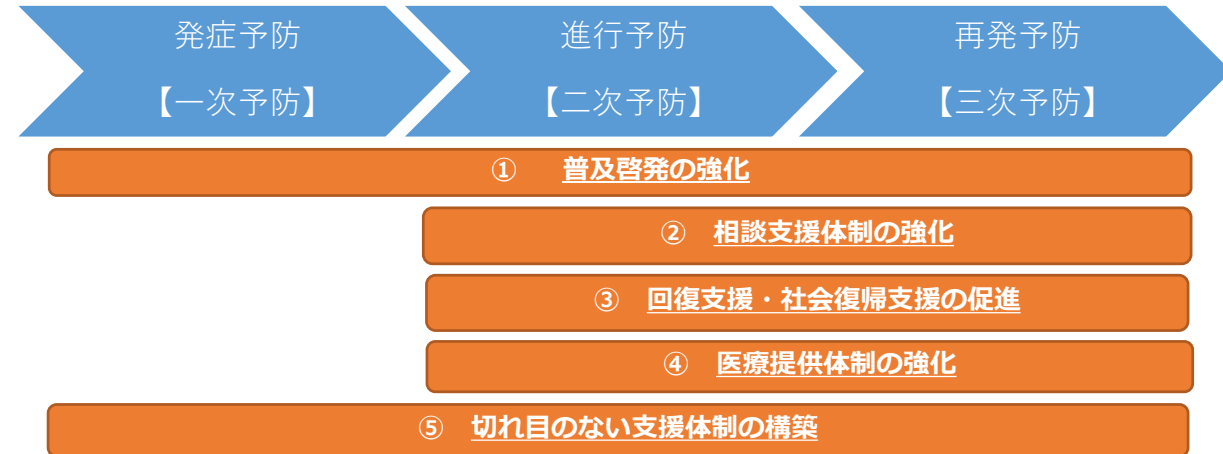 発症予防
【一次予防】
進行予防
【二次予防】
再発予防
【三次予防】
① 普及啓発の強化
② 相談支援体制の強化
③ 回復支援・社会復帰支援の促進
④ 医療提供体制の強化
⑤ 切れ目のない支援体制の構築